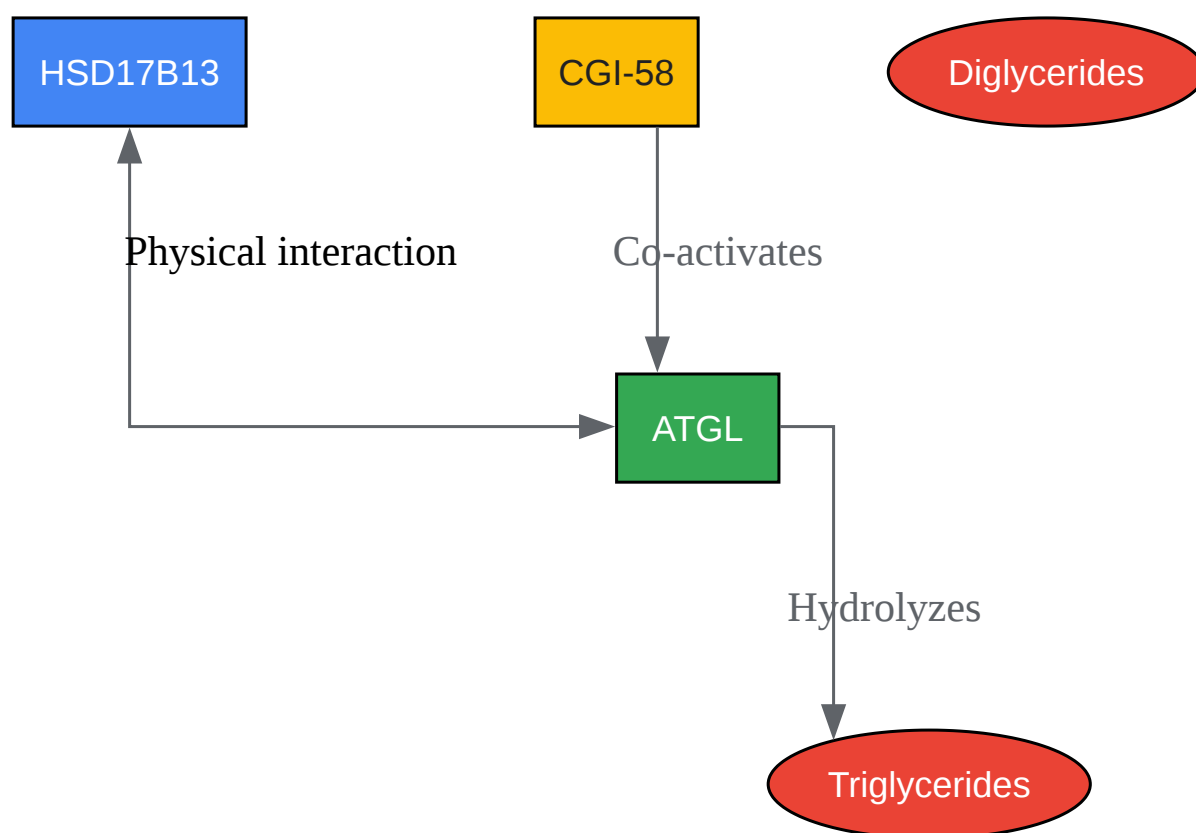 HSD17B13
CGI-58
Diglycerides
Physical interaction
Co-activates
ATGL
Hydrolyzes
Triglycerides